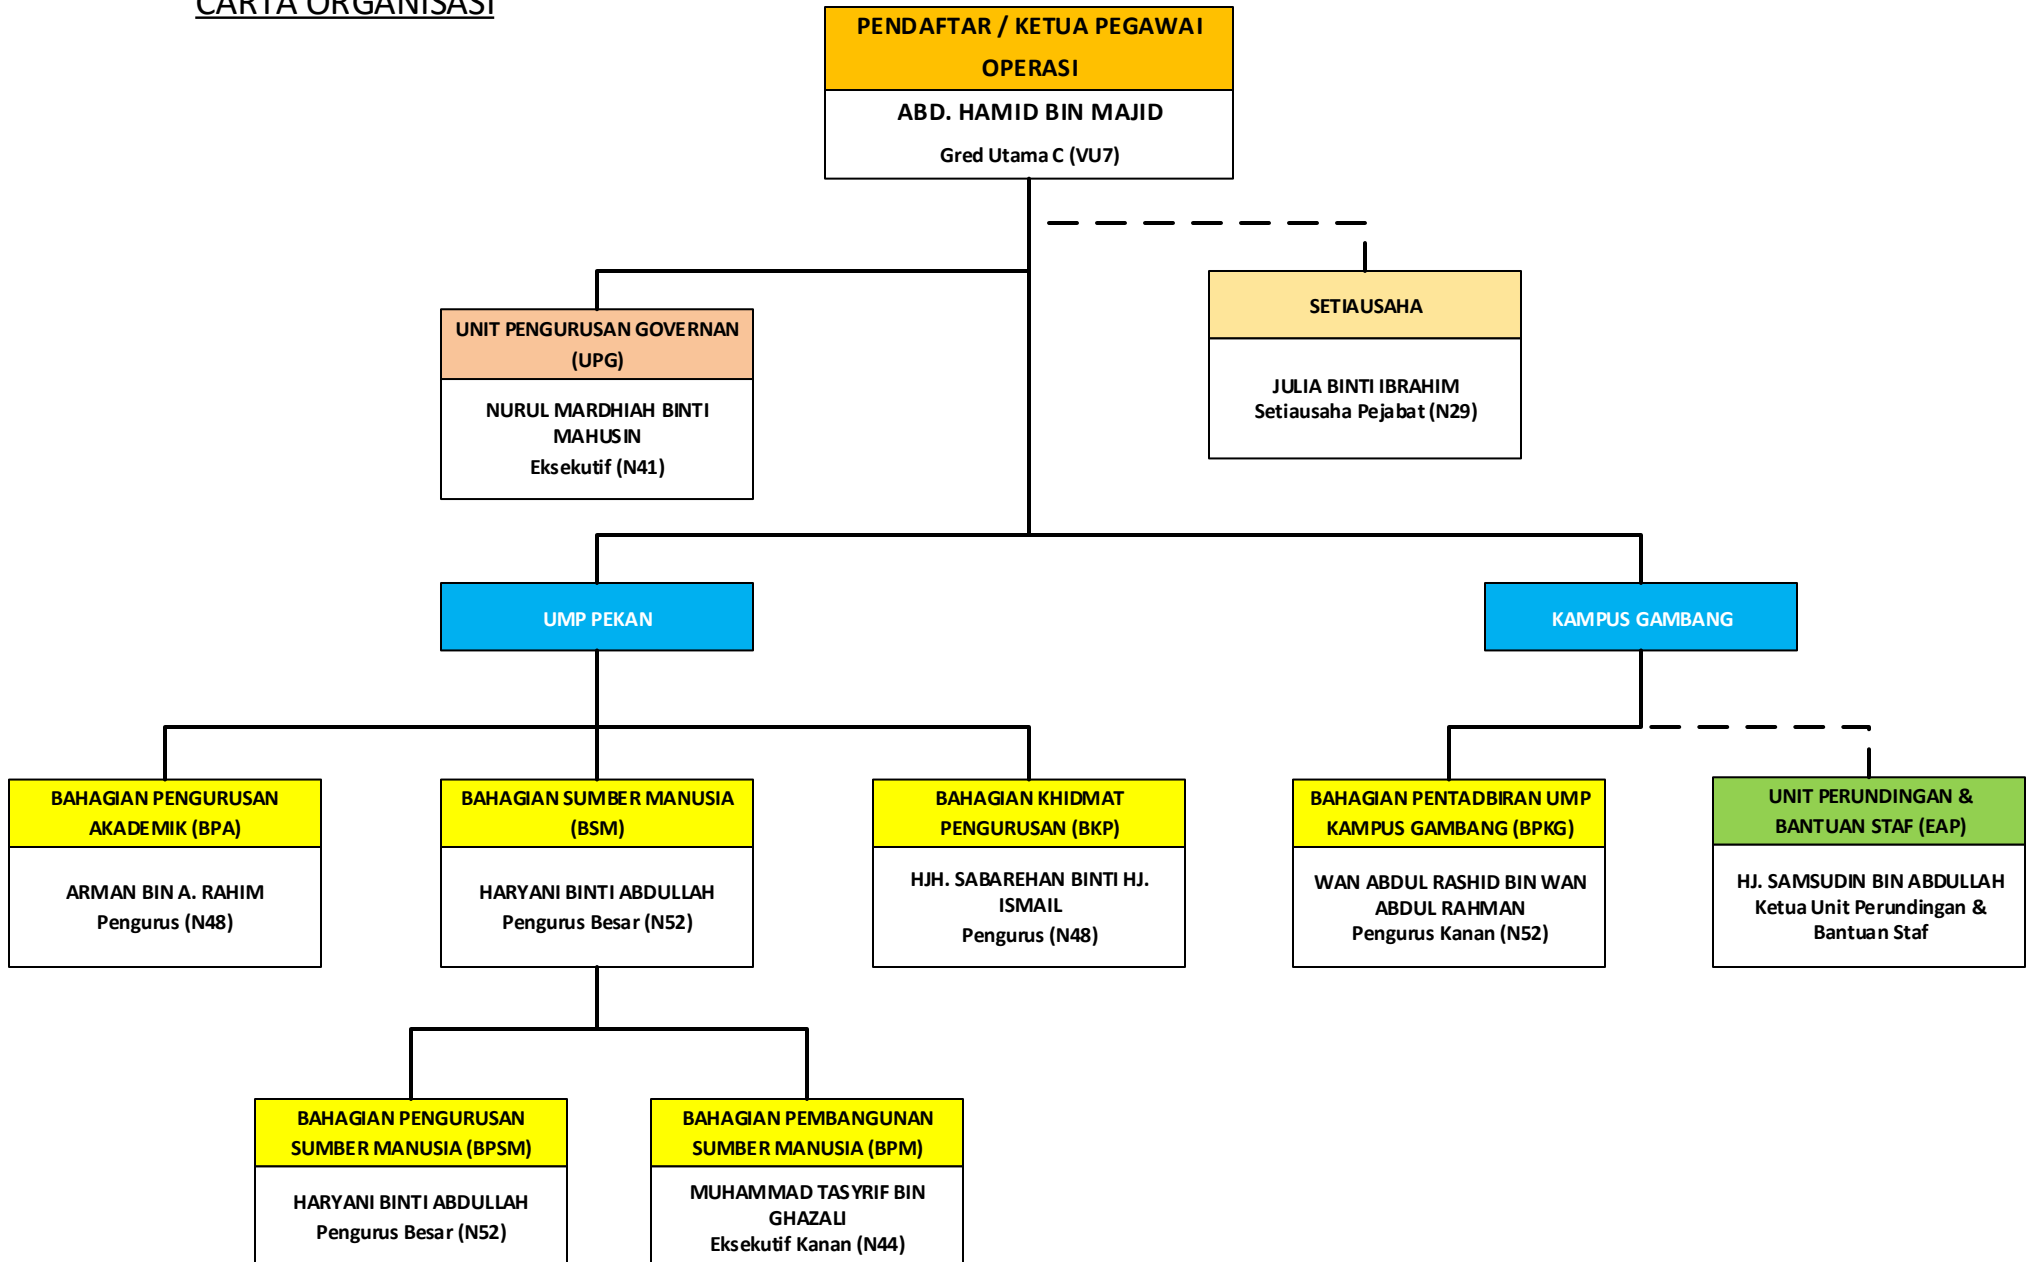 CARTA ORGANISASI
PENDAFTAR / KETUA PEGAWAI
OPERASI
ABD. HAMID BIN MAJID
Gred Utama C (VU7)
SETIAUSAHA
JULIA BINTI IBRAHIM
Setiausaha Pejabat (N29)
UNIT PENGURUSAN GOVERNAN
(UPG)
NURUL MARDHIAH BINTI
MAHUSIN
Eksekutif (N41)
UMP PEKAN
KAMPUS GAMBANG
BAHAGIAN PENGURUSAN
AKADEMIK (BPA)
ARMAN BIN A. RAHIM
Pengurus (N48)
BAHAGIAN SUMBER MANUSIA
(BSM)
HARYANI BINTI ABDULLAH
Pengurus Besar (N52)
BAHAGIAN KHIDMAT
PENGURUSAN (BKP)
HJH. SABAREHAN BINTI HJ.
ISMAIL
Pengurus (N48)
BAHAGIAN PENTADBIRAN UMP
KAMPUS GAMBANG (BPKG)
WAN ABDUL RASHID BIN WAN
ABDUL RAHMAN
Pengurus Kanan (N52)
UNIT PERUNDINGAN &
BANTUAN STAF (EAP)
HJ. SAMSUDIN BIN ABDULLAH
Ketua Unit Perundingan &
Bantuan Staf
BAHAGIAN PENGURUSAN
SUMBER MANUSIA (BPSM)
HARYANI BINTI ABDULLAH
Pengurus Besar (N52)
BAHAGIAN PEMBANGUNAN
SUMBER MANUSIA (BPM)
MUHAMMAD TASYRIF BIN
GHAZALI
Eksekutif Kanan (N44)